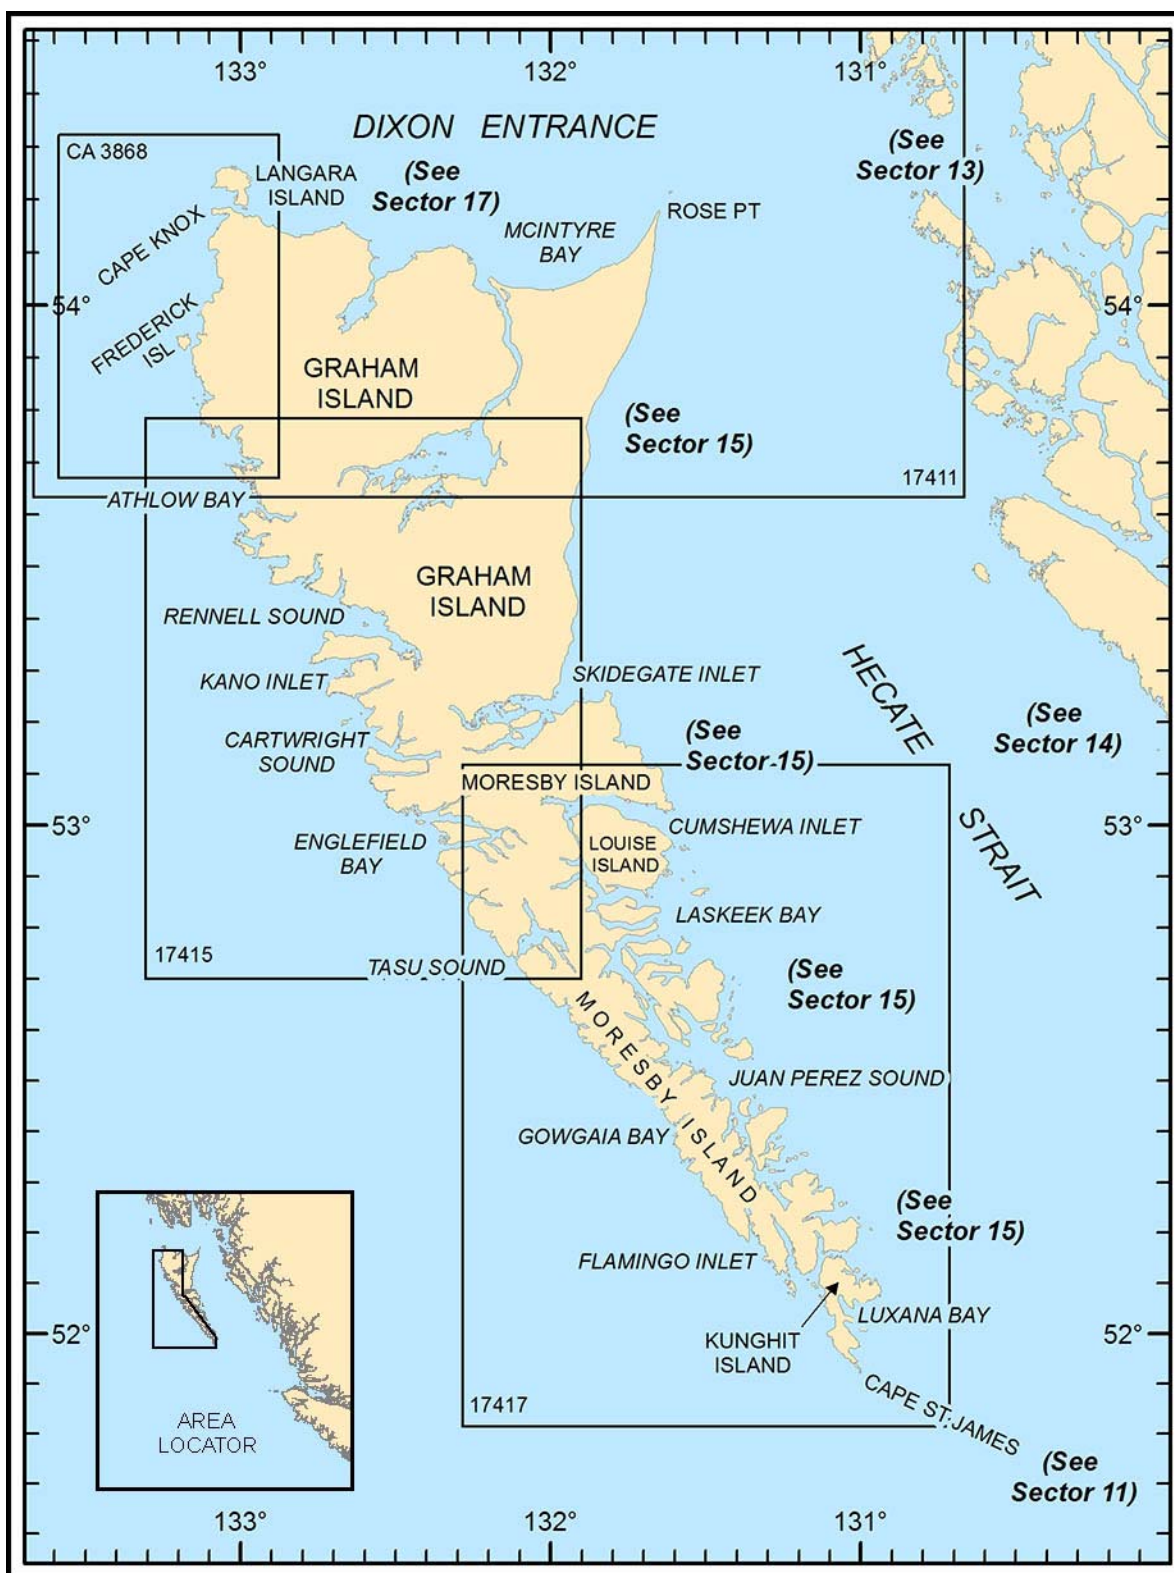 133°
132°
131°
DIXON ENTRANCE
CA 3868
(See
Sector 13)
LANGARA
ISLAND
(See
Sector 17)
ROSE PT
MCINTYRE
BAY
CAPE KNOX
54°
54°
FREDERICK
ISL
GRAHAM
ISLAND
(See
Sector 15)
17411
ATHLOW BAY
GRAHAM
ISLAND
RENNELL SOUND
SKIDEGATE INLET
KANO INLET
HECATE
STRAIT
(See
Sector 14)
(See
Sector 15)
CARTWRIGHT
SOUND
MORESBY ISLAND
53°
53°
CUMSHEWA INLET
ENGLEFIELD
BAY
LOUISE
ISLAND
LASKEEK BAY
17415
TASU SOUND
(See
Sector 15)
MORESBY ISLAND
JUAN PEREZ SOUND
GOWGAIA BAY
(See
Sector 15)
FLAMINGO INLET
LUXANA BAY
52°
52°
KUNGHIT
ISLAND
CAPE ST. JAMES
17417
AREA
LOCATOR
(See
Sector 11)
133°
132°
131°